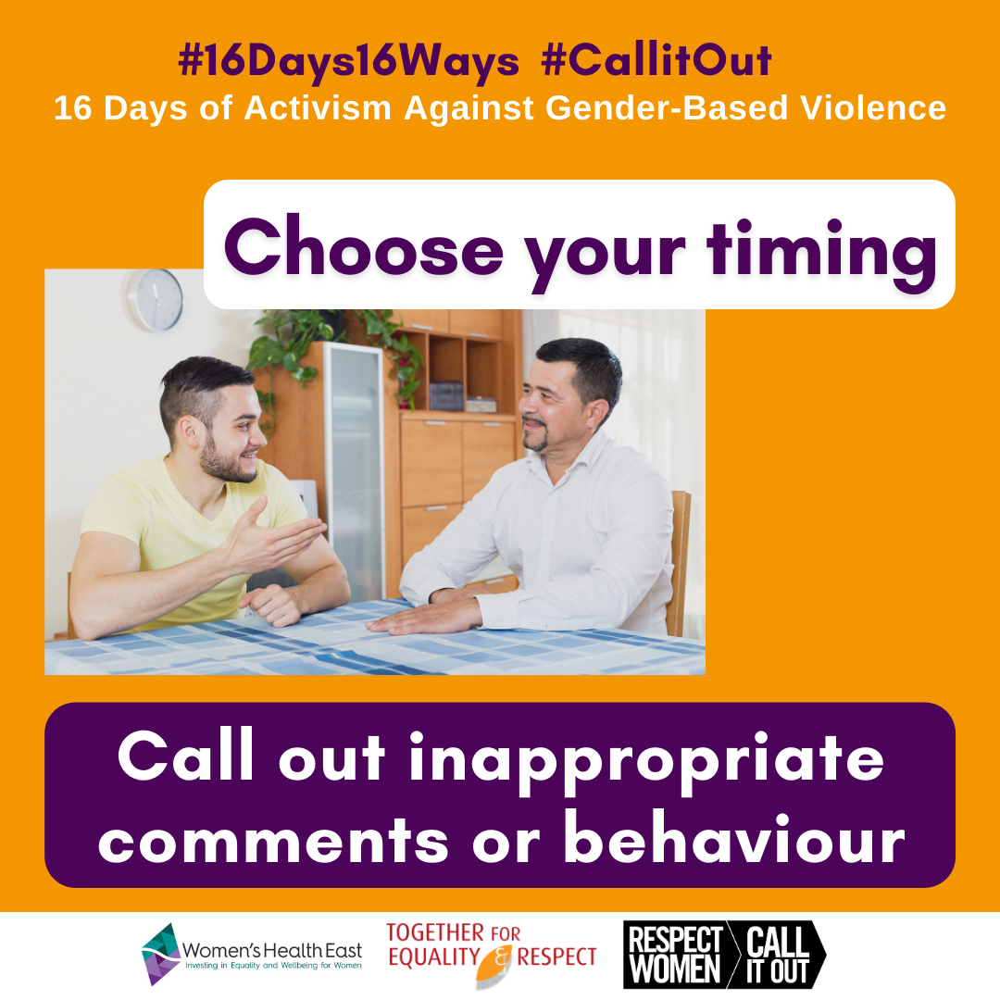 #16Days16Ways #CallitOut
16 Days of Activism Against Gender-Based Violence
Choose your timing
Call out inappropriate
comments or behaviour
Women's Health East
Investing in Equality and Wellbeing for Women
TOGETHER FOR
EQUALITY & RESPECT
RESPECT
WOMEN
CALL
IT OUT